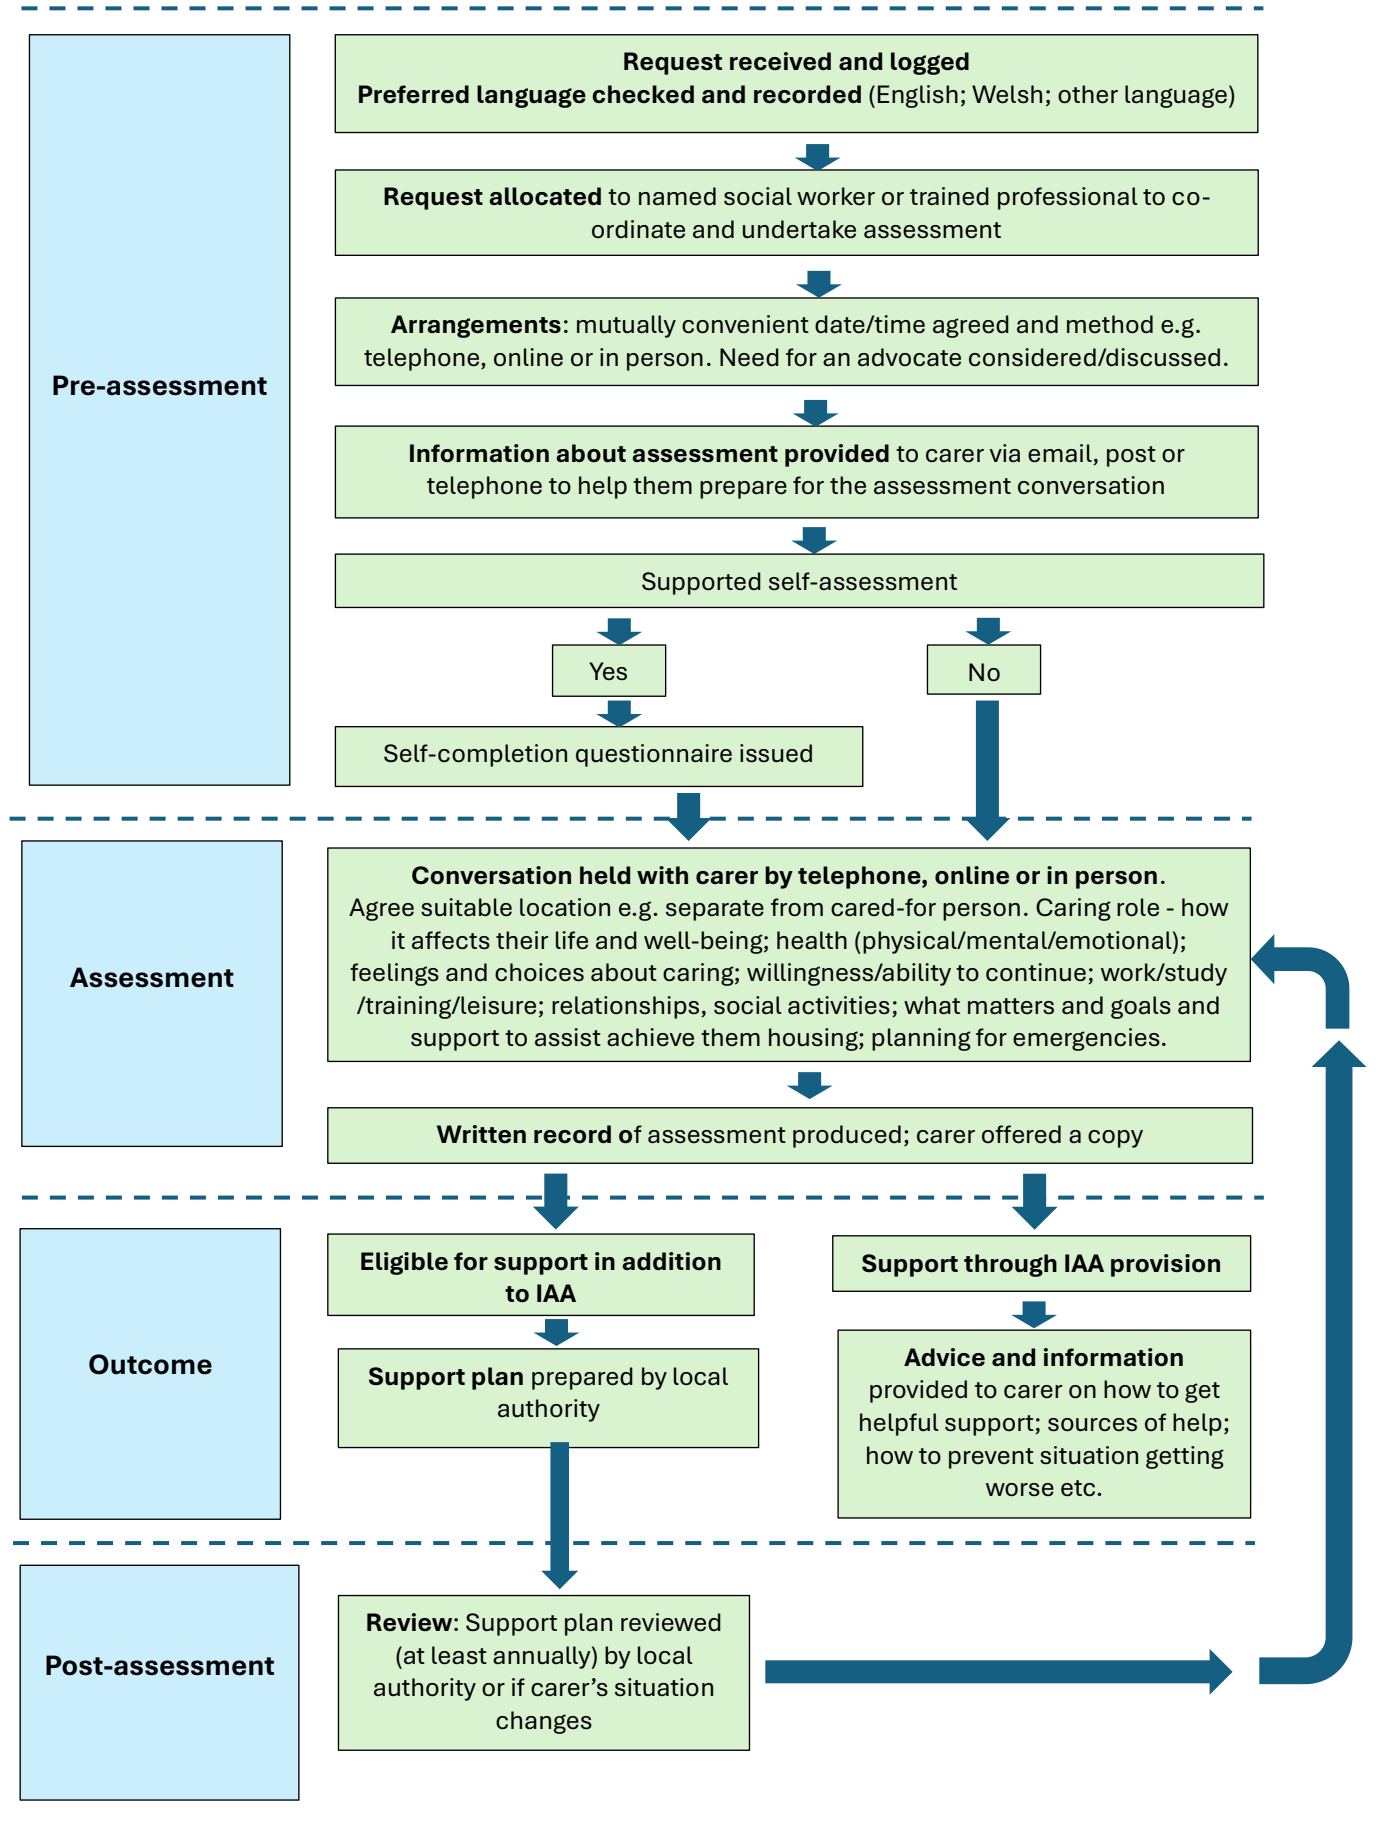 Pre-assessment
Request received and logged
Preferred language checked and recorded (English; Welsh; other language)
Request allocated to named social worker or trained professional to co-
ordinate and undertake assessment
Arrangements: mutually convenient date/time agreed and method e.g.
telephone, online or in person. Need for an advocate considered/discussed.
Information about assessment provided to carer via email, post or
telephone to help them prepare for the assessment conversation
Supported self-assessment
Yes
No
Self-completion questionnaire issued
Assessment
Conversation held with carer by telephone, online or in person.
Agree suitable location e.g. separate from cared-for person. Caring role - how
it affects their life and well-being; health (physical/mental/emotional);
feelings and choices about caring; willingness/ability to continue; work/study
/training/leisure; relationships, social activities; what matters and goals and
support to assist achieve them housing; planning for emergencies.
Written record of assessment produced; carer offered a copy
Outcome
Eligible for support in addition
to IAA
Support plan prepared by local
authority
Support through IAA provision
Advice and information
provided to carer on how to get
helpful support; sources of help;
how to prevent situation getting
worse etc.
Post-assessment
Review: Support plan reviewed
(at least annually) by local
authority or if carer’s situation
changes